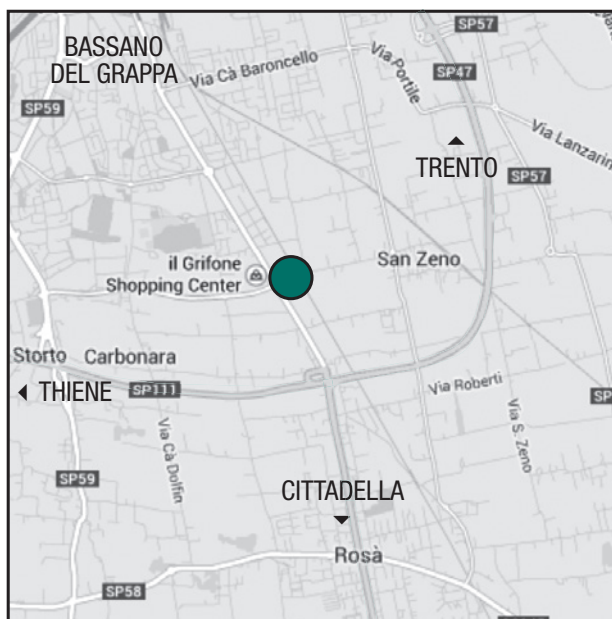 BASSANO
DEL GRAPPA
SP57
Via Cà Baroncello
Via Portile
SP47
SP59
Via Lanzarin
TRENTO
SP57
il Grifone
Shopping Center
San Zeno
Storto
Carbonara
THIENE
SP111
Via Roberti
Via Cà Dolfin
Via S. Zeno
SP59
CITTADELLA
Rosà
SP58